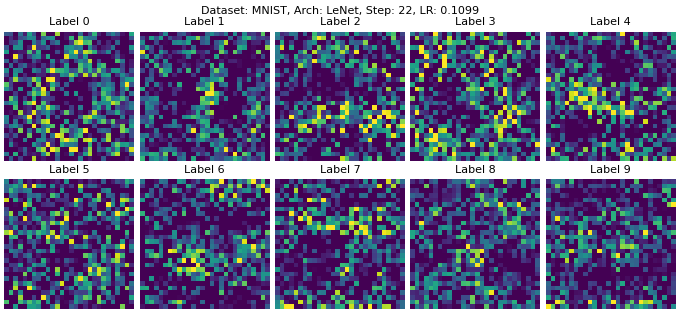 Dataset: MNIST, Arch: LeNet, Step: 22, LR: 0.1099
Label 0 Label 1 Label 2 Label 3 Label 4
Label 5 Label 6 Label 7 Label 8 Label 9